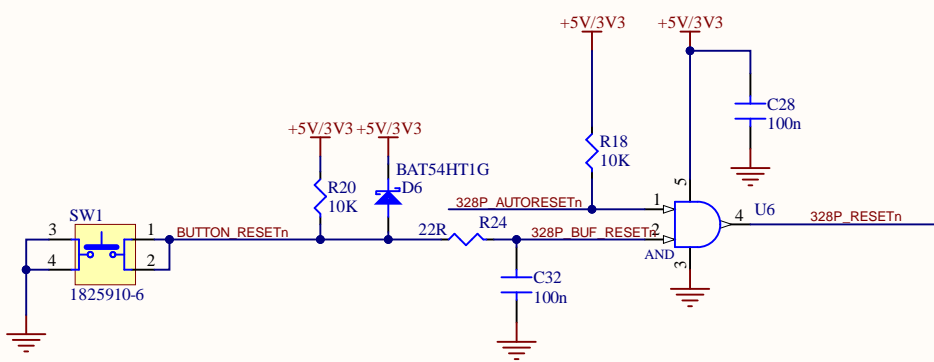 +5V/3V3 +5V/3V3
C28
100n
R18
10K
+5V/3V3 +5V/3V3
BAT54HT1G
R20
10K
D6
328P_AUTORESETn
1
5
U6
4
328P_RESETn
SW1
3
1
BUTTON_RESETn
22R
R24
328P_BUF_RESETn
2
AND
3
4
2
1825910-6
C32
100n